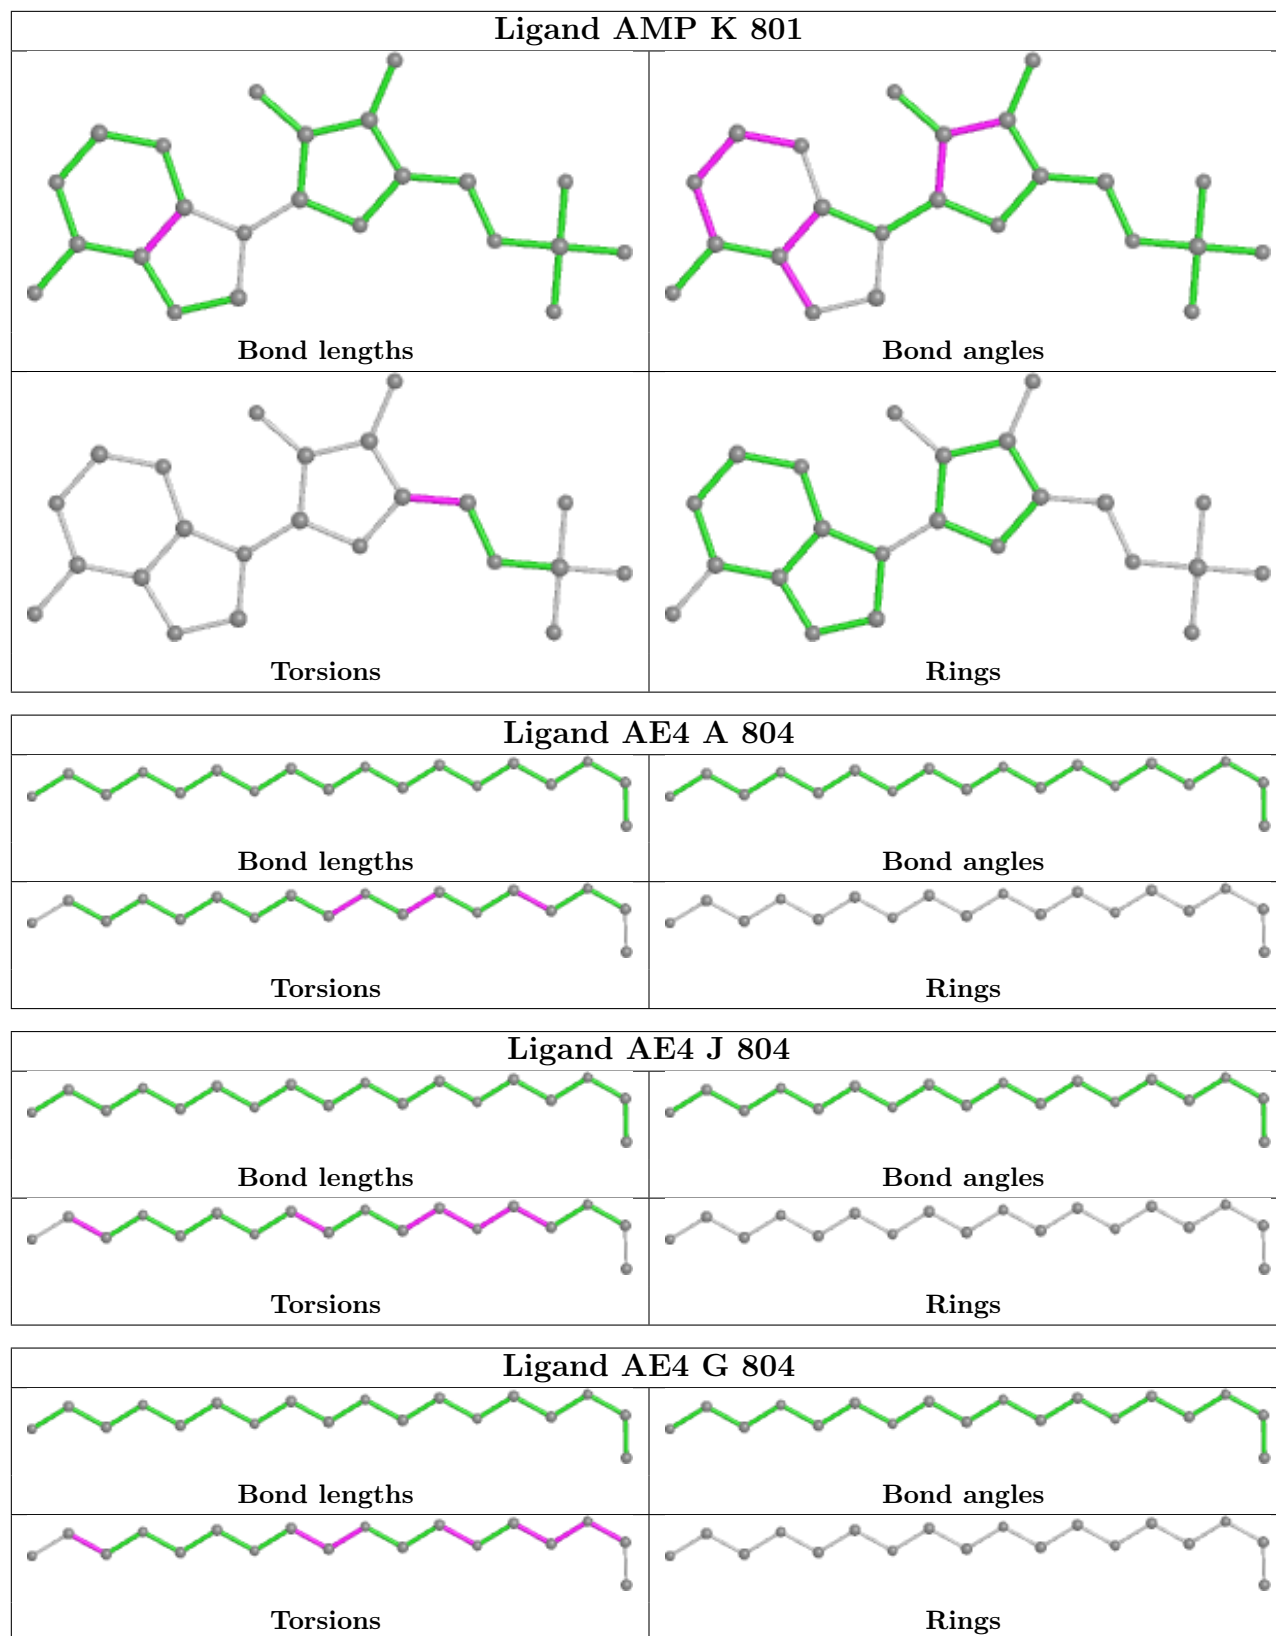 Ligand AMP K 801
Bond lengths
Bond angles
Torsions
Rings
Ligand AE4 A 804
Bond lengths
Bond angles
Torsions
Rings
Ligand AE4 J 804
Bond lengths
Bond angles
Torsions
Rings
Ligand AE4 G 804
Bond lengths
Bond angles
Torsions
Rings